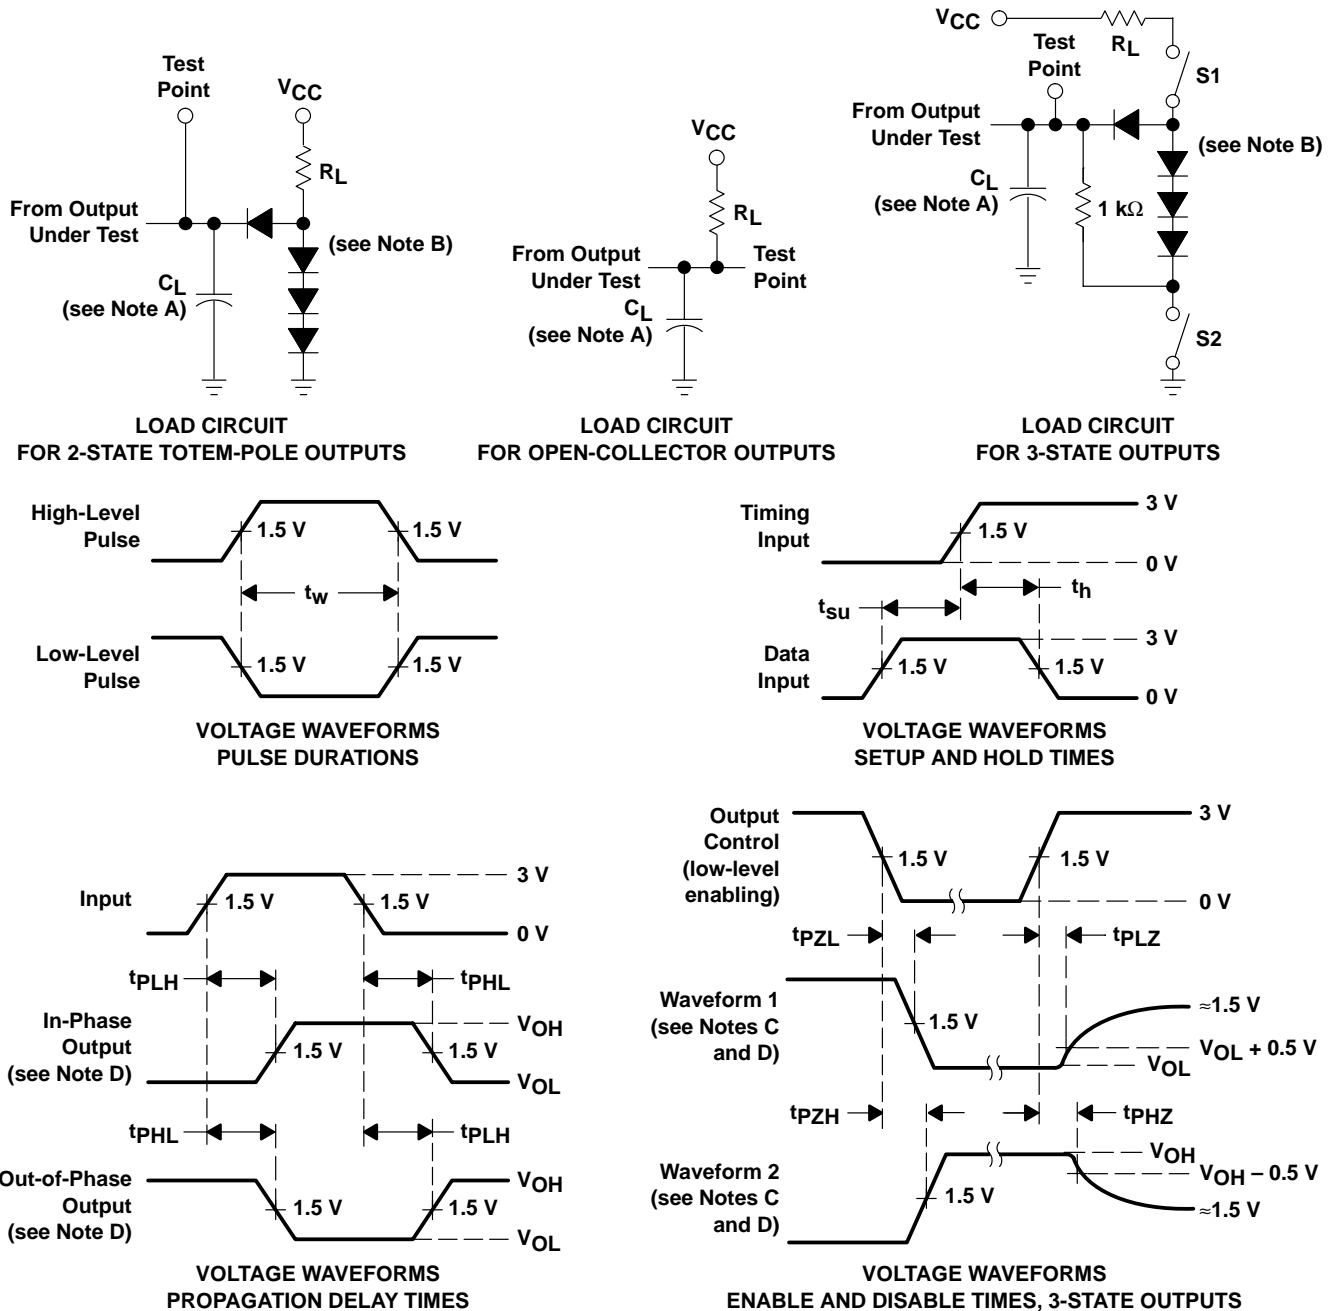 Test
Point
VCC
RL
From Output
Under Test
(see Note B)
CL
(see Note A)
LOAD CIRCUIT
FOR 2-STATE TOTEM-POLE OUTPUTS
VCC
RL
From Output
Under Test
Test
Point
CL
(see Note A)
LOAD CIRCUIT
FOR OPEN-COLLECTOR OUTPUTS
VCC
RL
Test
Point
S1
From Output
Under Test
(see Note B)
CL
(see Note A)
1 kΩ
S2
LOAD CIRCUIT
FOR 3-STATE OUTPUTS
High-Level
Pulse
1.5 V
1.5 V
tw
Low-Level
Pulse
1.5 V
1.5 V
VOLTAGE WAVEFORMS
PULSE DURATIONS
Timing
Input
1.5 V
3 V
0 V
th
tsu
Data
Input
1.5 V
1.5 V
3 V
0 V
VOLTAGE WAVEFORMS
SETUP AND HOLD TIMES
Input
1.5 V
1.5 V
3 V
0 V
tPLH
tPHL
In-Phase
Output
(see Note D)
1.5 V
1.5 V
VOH
VOL
tPHL
tPLH
Out-of-Phase
Output
(see Note D)
1.5 V
1.5 V
VOH
VOL
VOLTAGE WAVEFORMS
PROPAGATION DELAY TIMES
Output
Control
(low-level
enabling)
1.5 V
1.5 V
3 V
0 V
tPZL
tPLZ
Waveform 1
(see Notes C
and D)
1.5 V
≈1.5 V
VOL + 0.5 V
VOL
tPZH
tPHZ
Waveform 2
(see Notes C
and D)
1.5 V
VOH
VOH – 0.5 V
≈1.5 V
VOLTAGE WAVEFORMS
ENABLE AND DISABLE TIMES, 3-STATE OUTPUTS